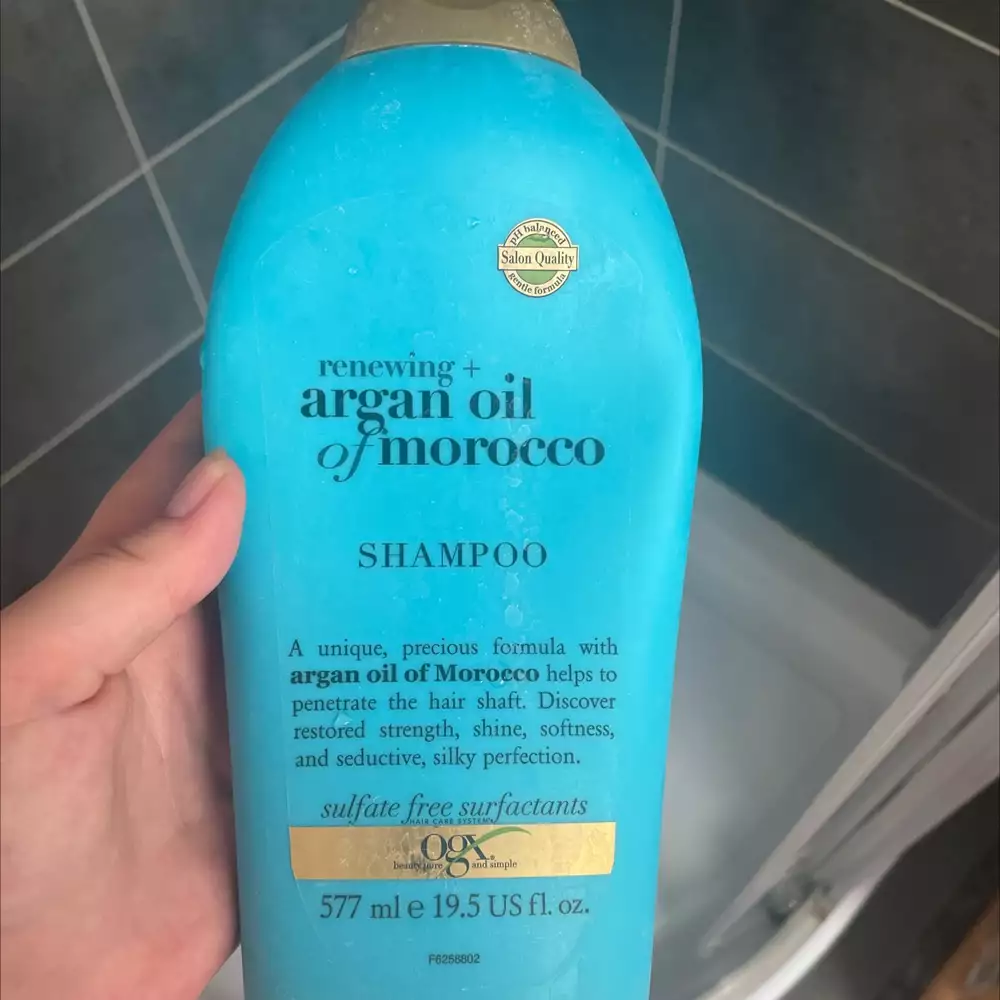 pH balanced
Salon Quality
gentle formula
renewing +
argan oil
of morocco
SHAMPOO
A unique, precious formula with
argan oil of Morocco helps to
penetrate the hair shaft. Discover
restored strength, shine, softness,
and seductive, silky perfection.
sulfate free surfactants
HAIR CARE SYSTEM
ogx®
beauty pure and simple
577 ml e 19.5 US fl. oz.
F6258802